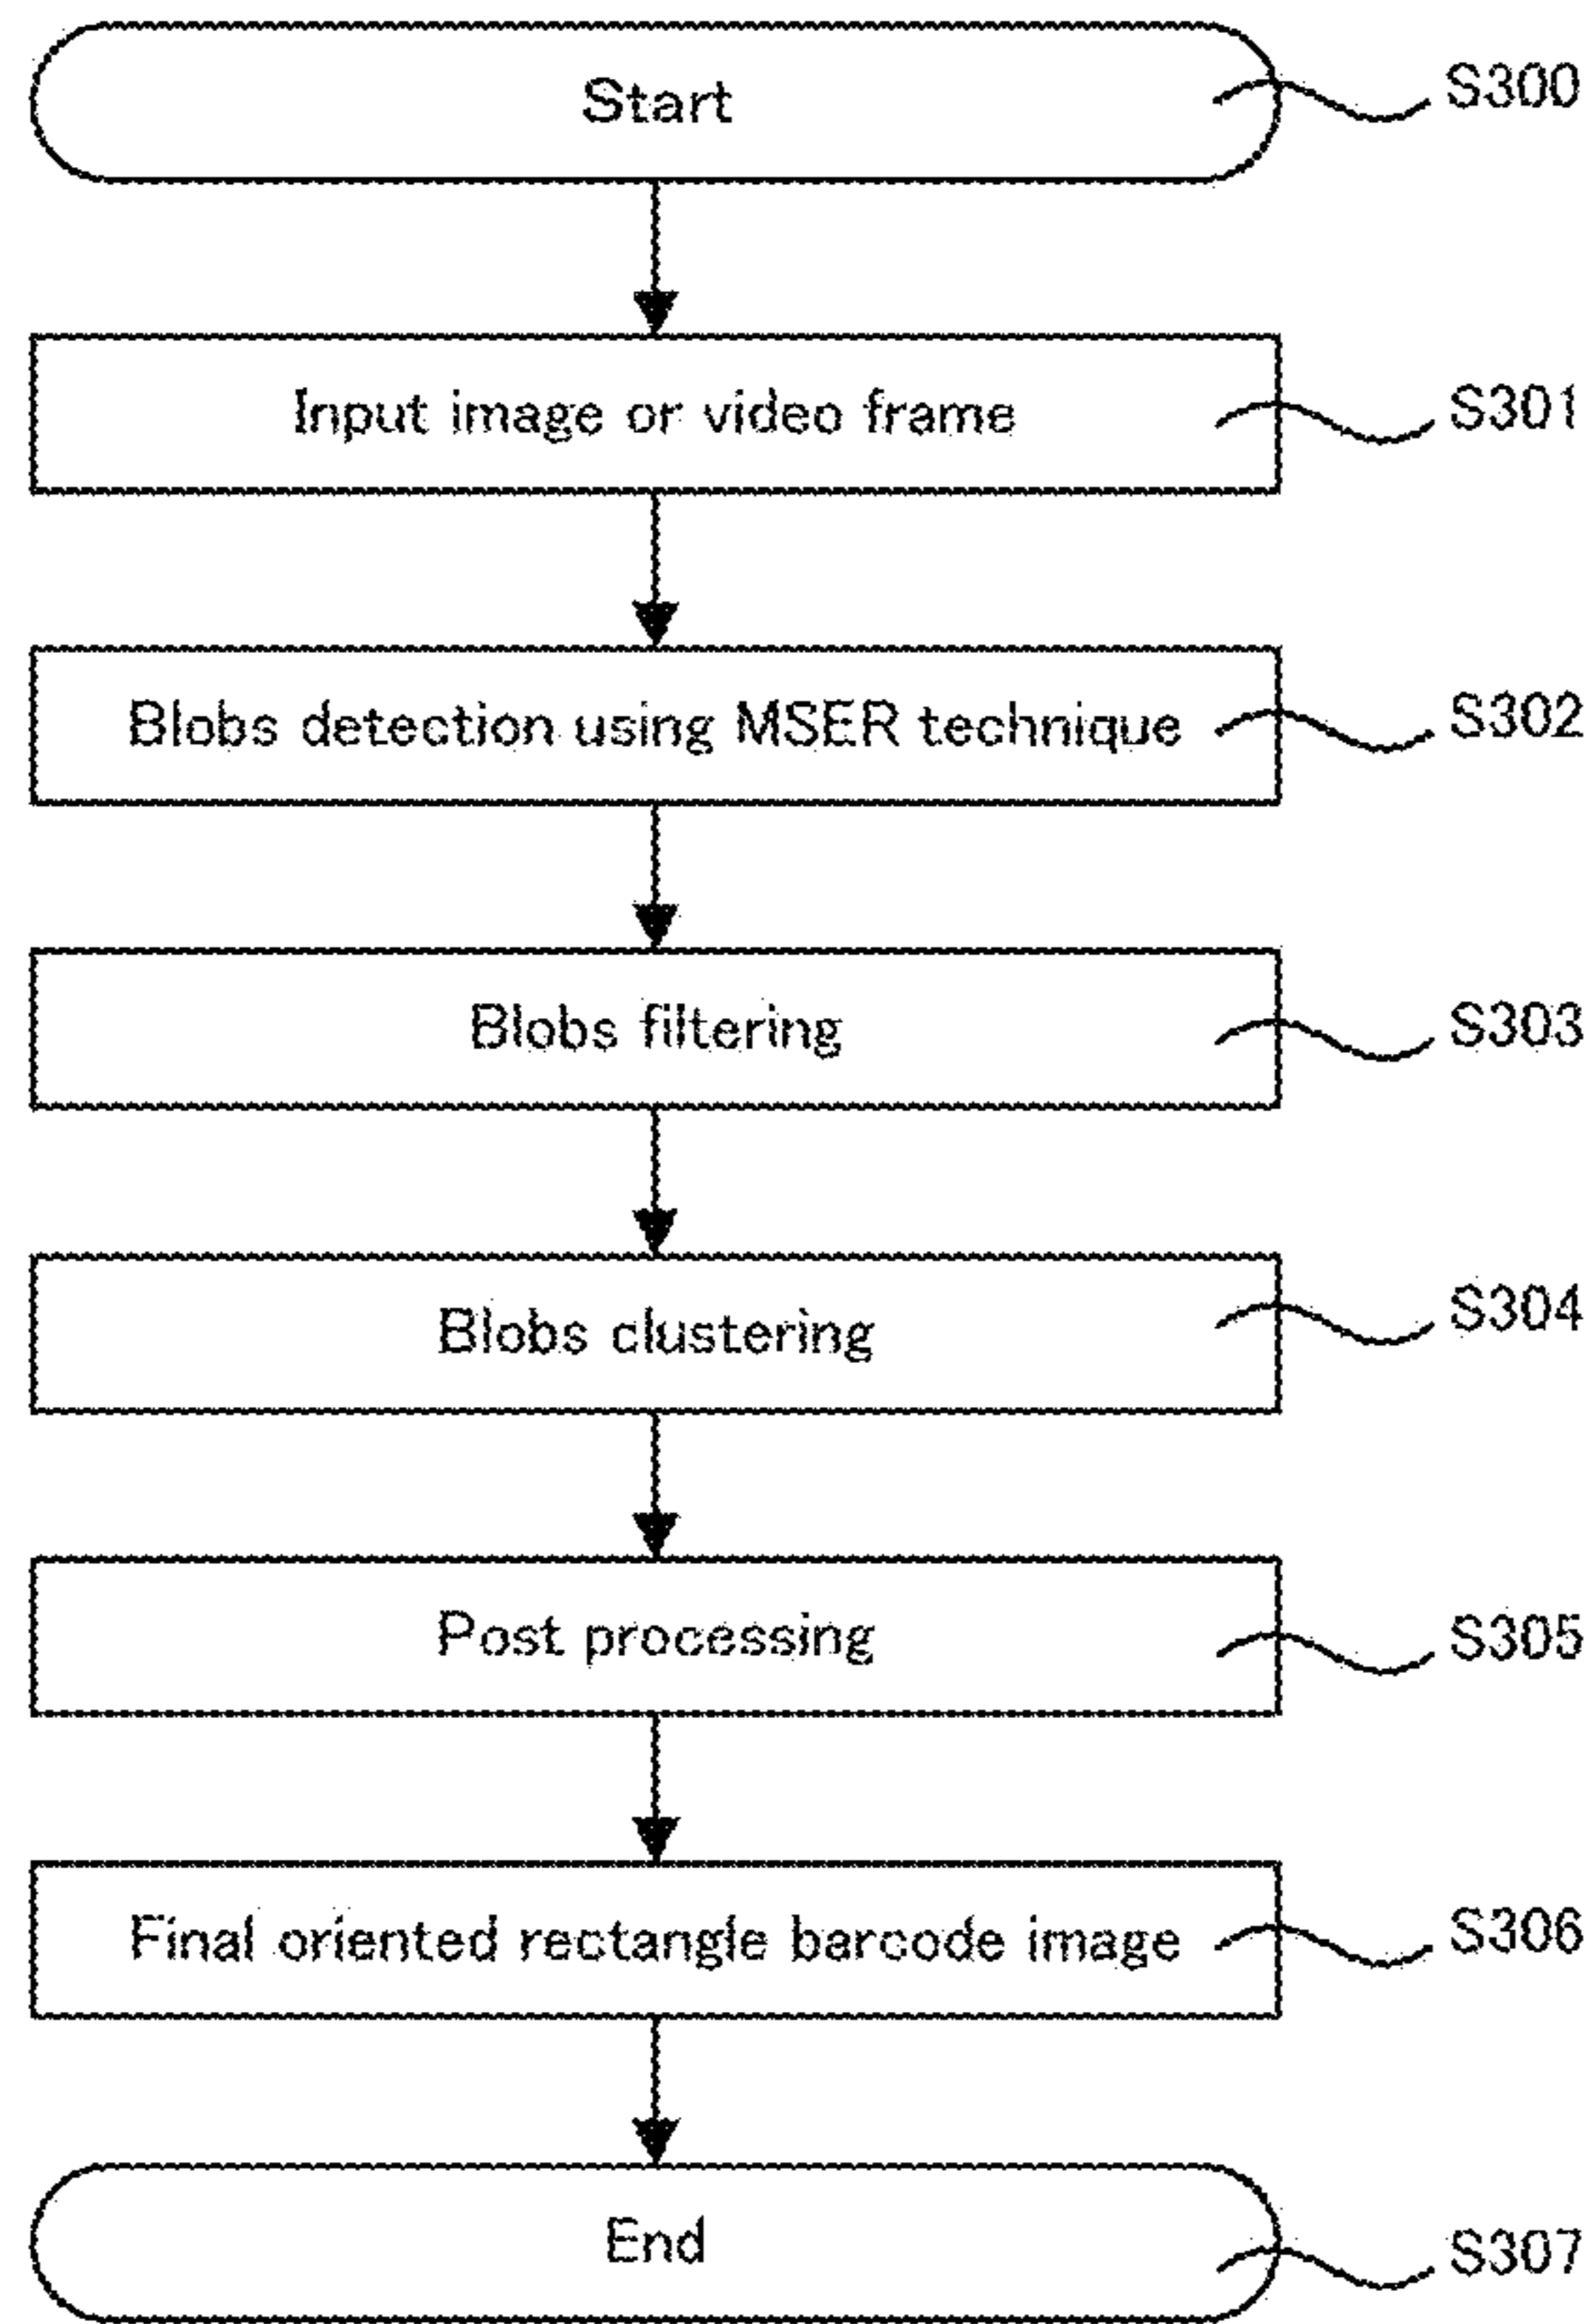 Start
S300
Input image or video frame
S301
Blobs detection using MSER technique
S302
Blobs filtering
S303
Blobs clustering
S304
Post processing
S305
Final oriented rectangle barcode image
S306
End
S307